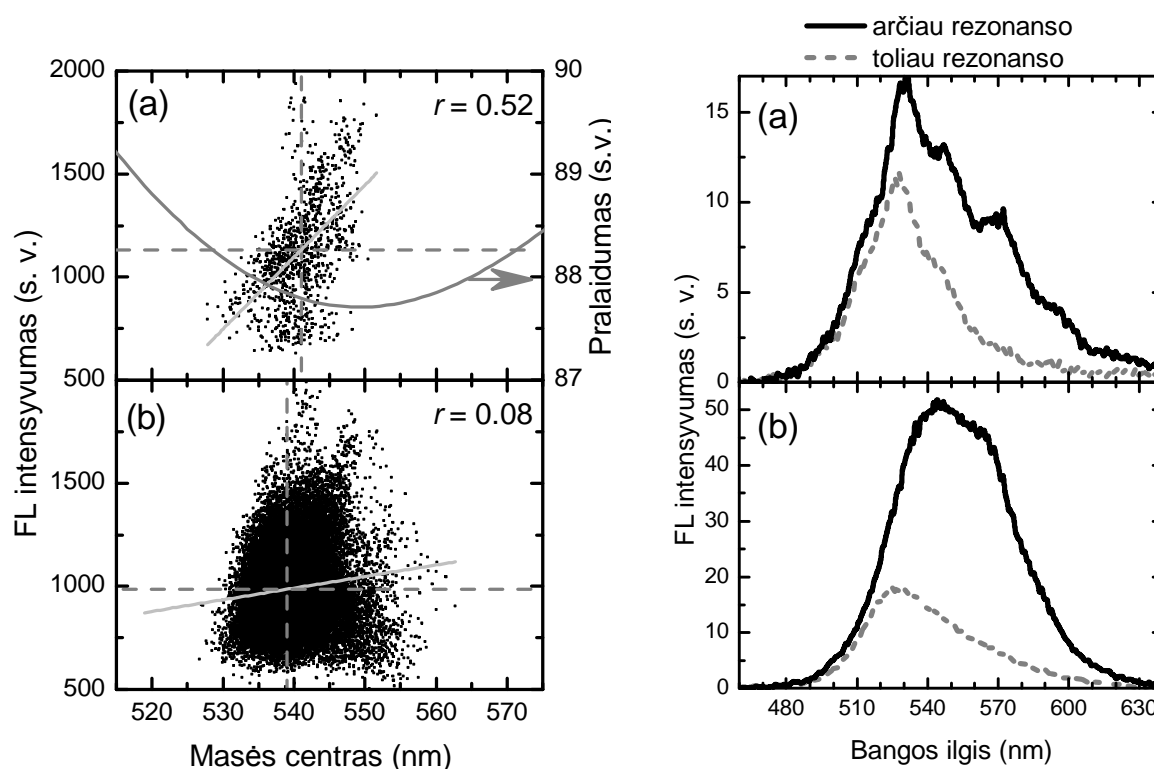 2000
1500
1000
500
FL intensyvumas (s. v.)
(a)
r = 0.52
90
89
88
87
Pralaidumas (s.v.)
(b)
r = 0.08
1500
1000
500
FL intensyvumas (s. v.)
520 530 540 550 560 570
Masės centras (nm)
arčiau rezonanso
toliau rezonanso
(a)
15
10
5
0
(b)
50
40
30
20
10
0
FL intensyvumas (s. v.)
480 510 540 570 600 630
Bangos ilgis (nm)